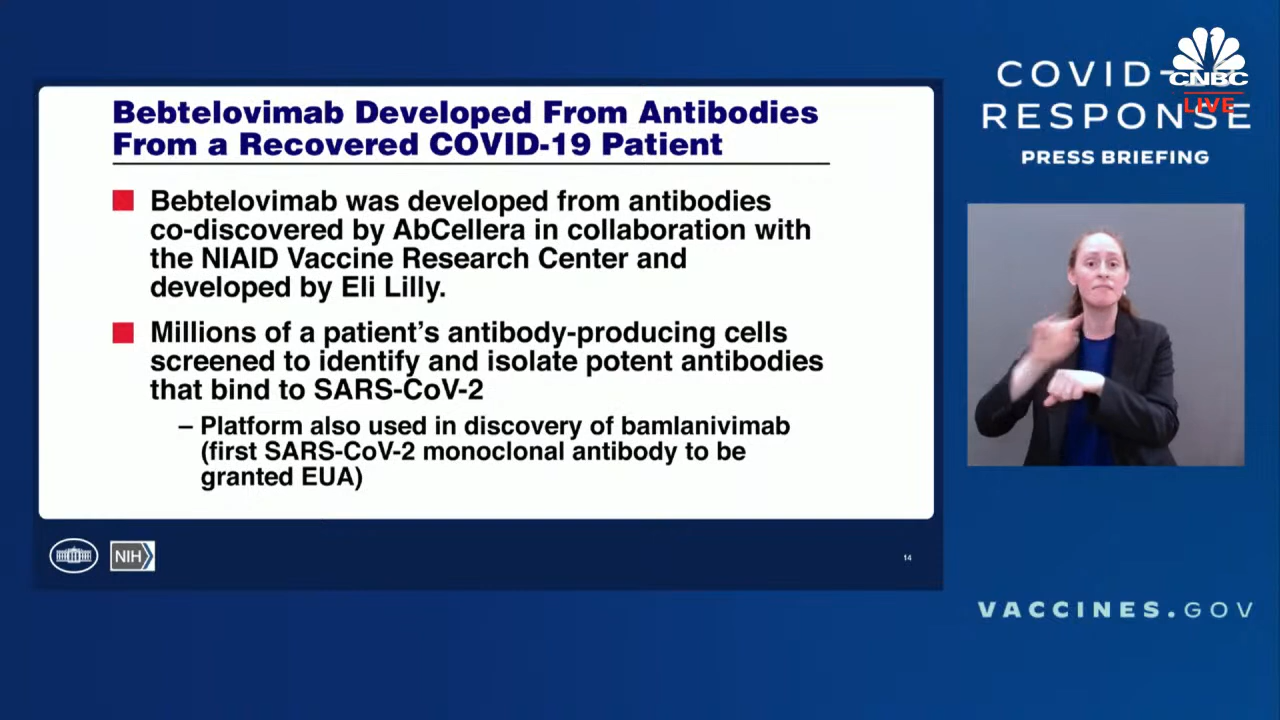 Bebtelovimab Developed From Antibodies
From a Recovered COVID-19 Patient
Bebtelovimab was developed from antibodies
co-discovered by AbCellera in collaboration with
the NIAID Vaccine Research Center and
developed by Eli Lilly.
Millions of a patient's antibody-producing cells
screened to identify and isolate potent antibodies
that bind to SARS-CoV-2
– Platform also used in discovery of bamlanivimab
(first SARS-CoV-2 monoclonal antibody to be
granted EUA)
NIH
14
COVID-
CNBC
LIVE
RESPONSE
PRESS BRIEFING
VACCINES.GOV